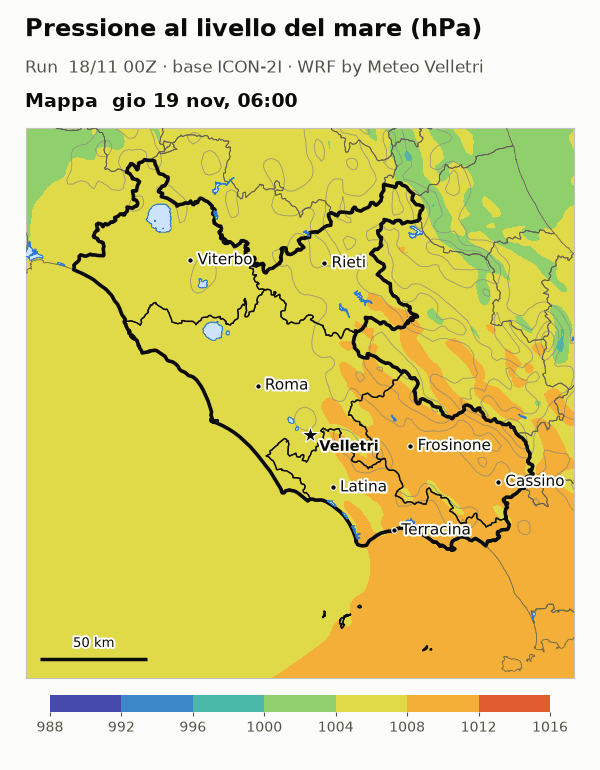 Pressione al livello del mare (hPa)
Run  18/11 00Z · base ICON-2I · WRF by Meteo Velletri
Mappa  gio 19 nov, 06:00
Viterbo
Rieti
Roma
Velletri
Frosinone
Latina
Cassino
Terracina
50 km
988 992 996 1000 1004 1008 1012 1016